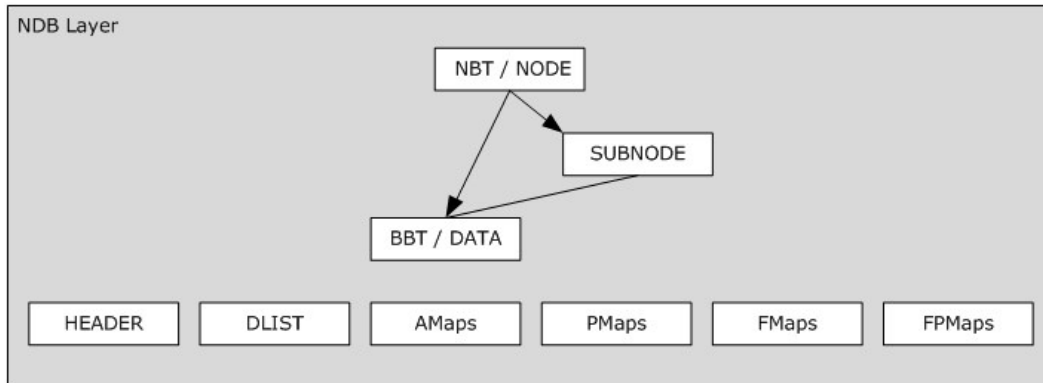 NDB Layer
NBT / NODE
SUBNODE
BBT / DATA
HEADER
DLIST
AMaps
PMaps
FMaps
FPMaps